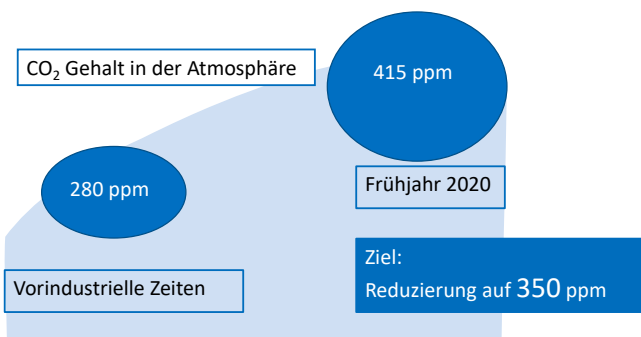 CO₂ Gehalt in der Atmosphäre
415 ppm
280 ppm
Frühjahr 2020
Vorindustrielle Zeiten
Ziel:
Reduzierung auf 350 ppm